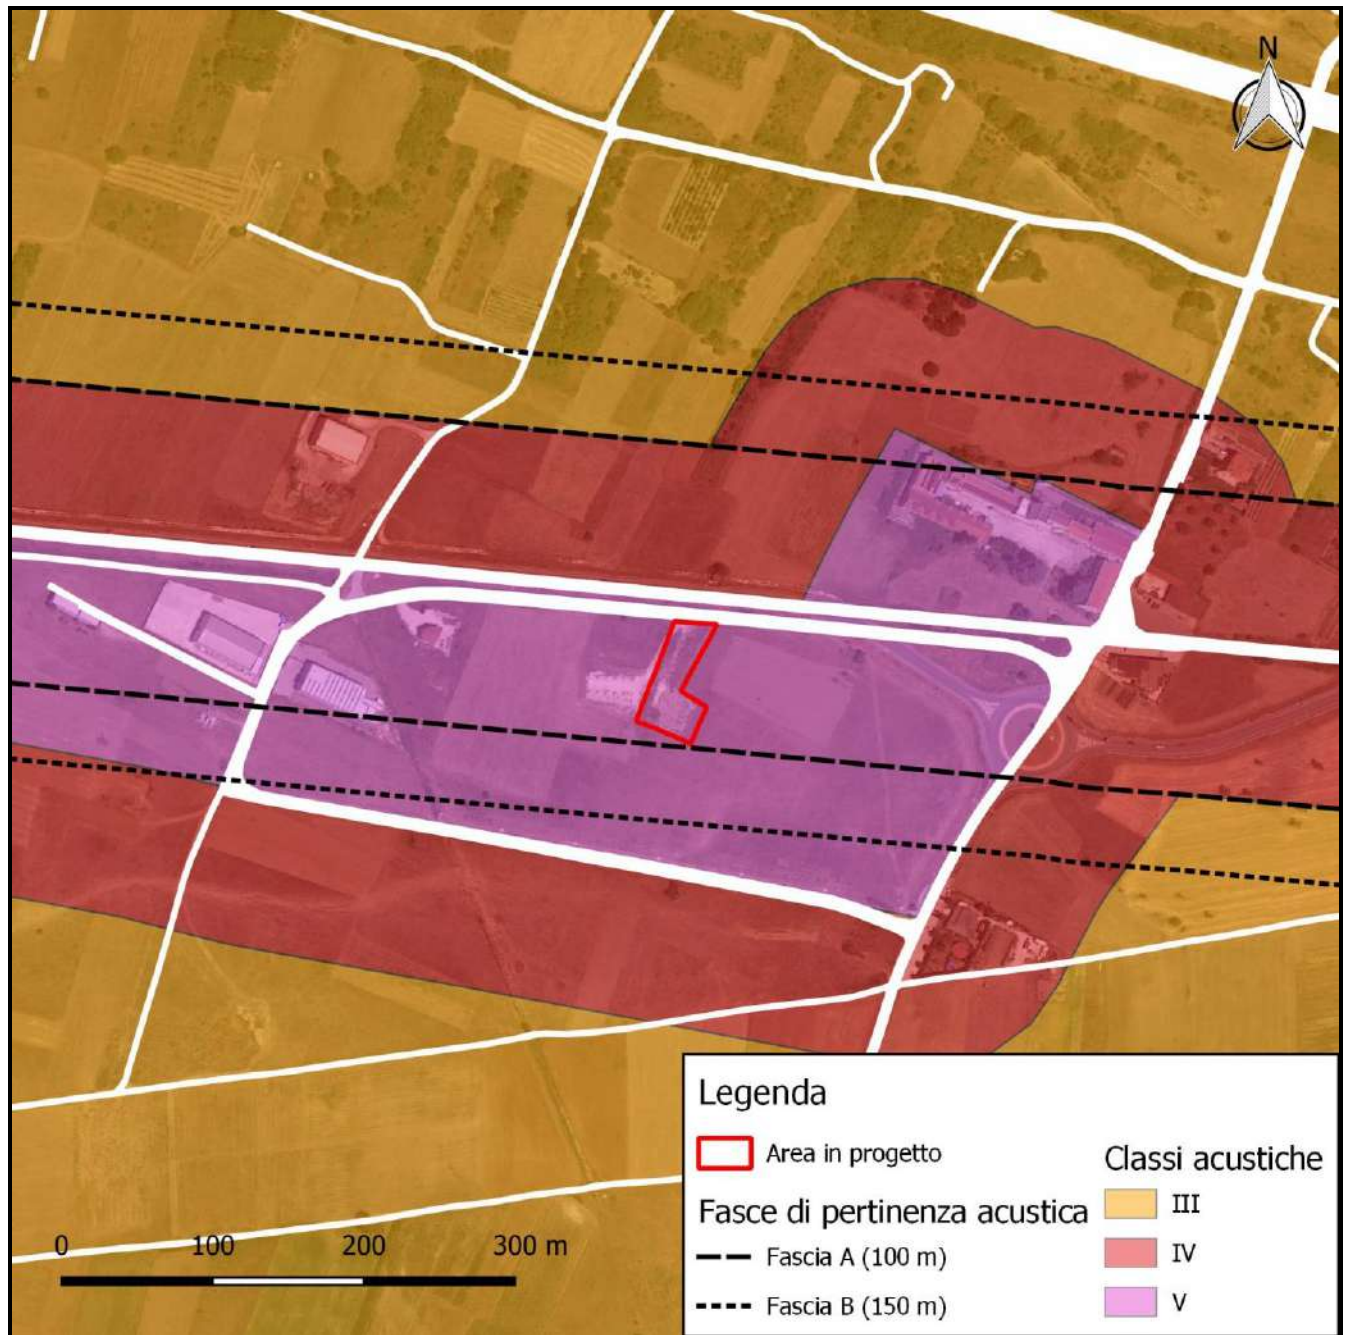 N
Legenda
Area in progetto
Fasce di pertinenza acustica
Fascia A (100 m)
Fascia B (150 m)
Classi acustiche
III
IV
V
0 100 200 300 m